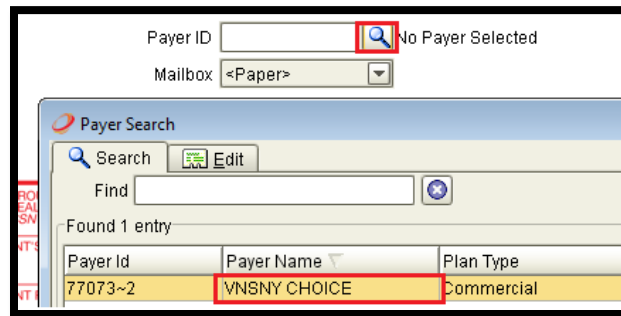 Payer ID No Payer Selected
Mailbox <Paper>
Payer Search
Search Edit
Find
Found 1 entry
Payer Id Payer Name Plan Type
77073~2 VNSNY CHOICE Commercial